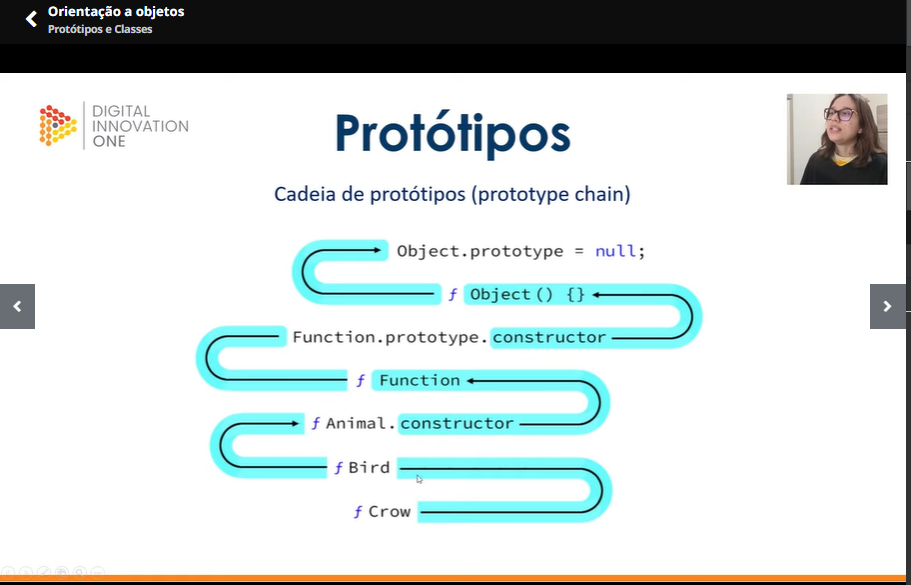 Orientação a objetos
Protótipos e Classes
DIGITAL
INNOVATION
ONE
Protótipos
Cadeia de protótipos (prototype chain)
Object.prototype = null;
f Object() {}
Function.prototype.constructor
f Function
f Animal.constructor
f Bird
f Crow